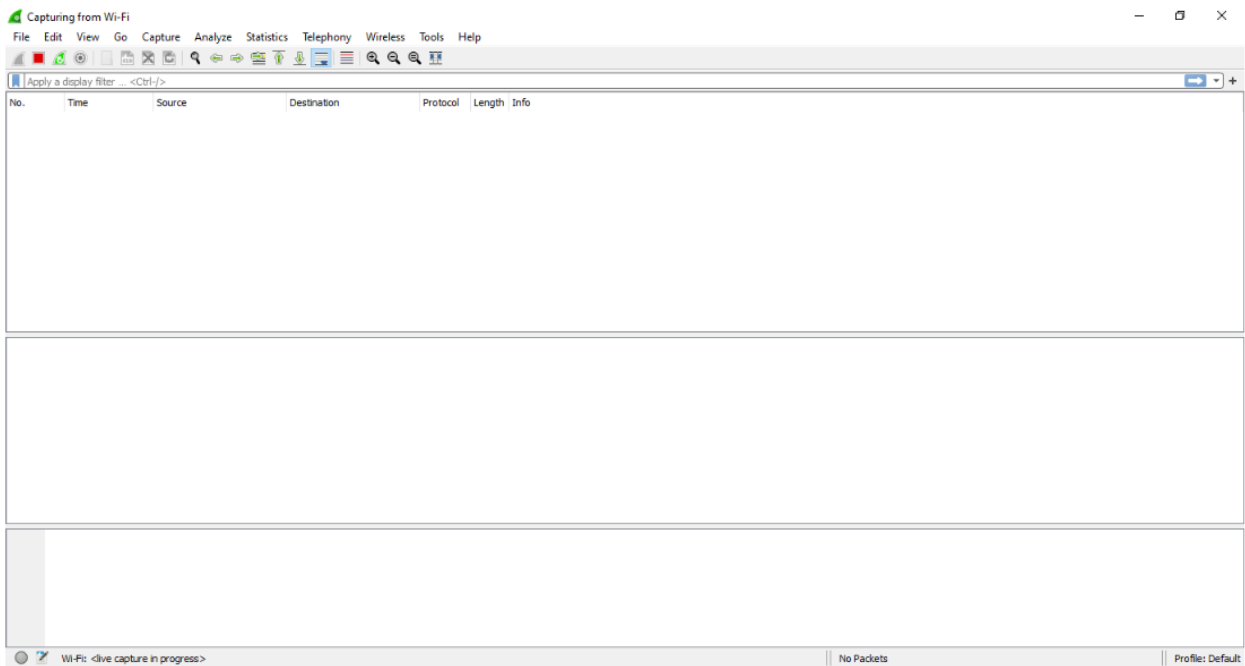 Capturing from Wi-Fi
File Edit View Go Capture Analyze Statistics Telephony Wireless Tools Help
Apply a display filter ... <Ctrl-/>
No. Time Source Destination Protocol Length Info
Wi-Fi: <live capture in progress> No Packets Profile: Default